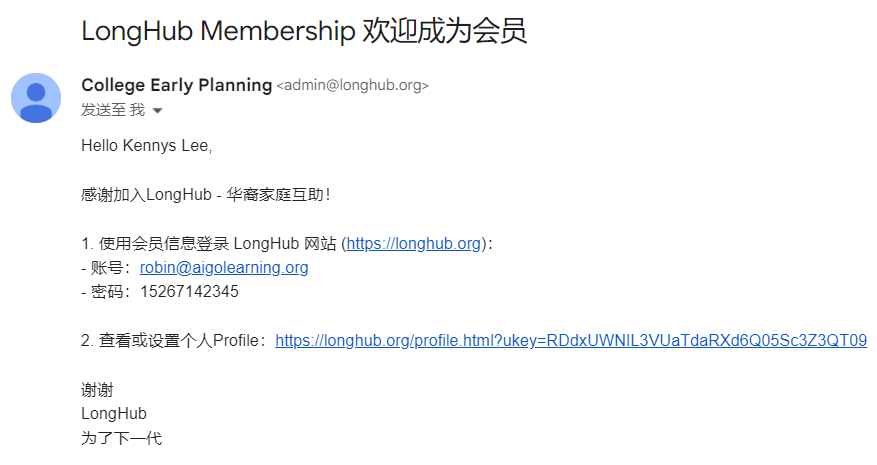 LongHub Membership 欢迎成为会员
College Early Planning <admin@longhub.org>
发送至 我
Hello Kennys Lee,
感谢加入LongHub - 华裔家庭互助！
1. 使用会员信息登录 LongHub 网站 (https://longhub.org)：
- 账号：robin@aigolearning.org
- 密码：15267142345
2. 查看或设置个人Profile：https://longhub.org/profile.html?ukey=RDdxUWNIL3VUaTdaRXd6Q05Sc3Z3QT09
谢谢
LongHub
为了下一代